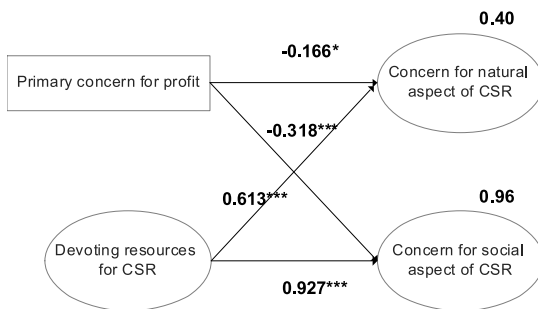 0.40
-0.166*
Primary concern for profit
Concern for natural
aspect of CSR
-0.318***
0.613***
0.96
Devoting resources
for CSR
Concern for social
aspect of CSR
0.927***